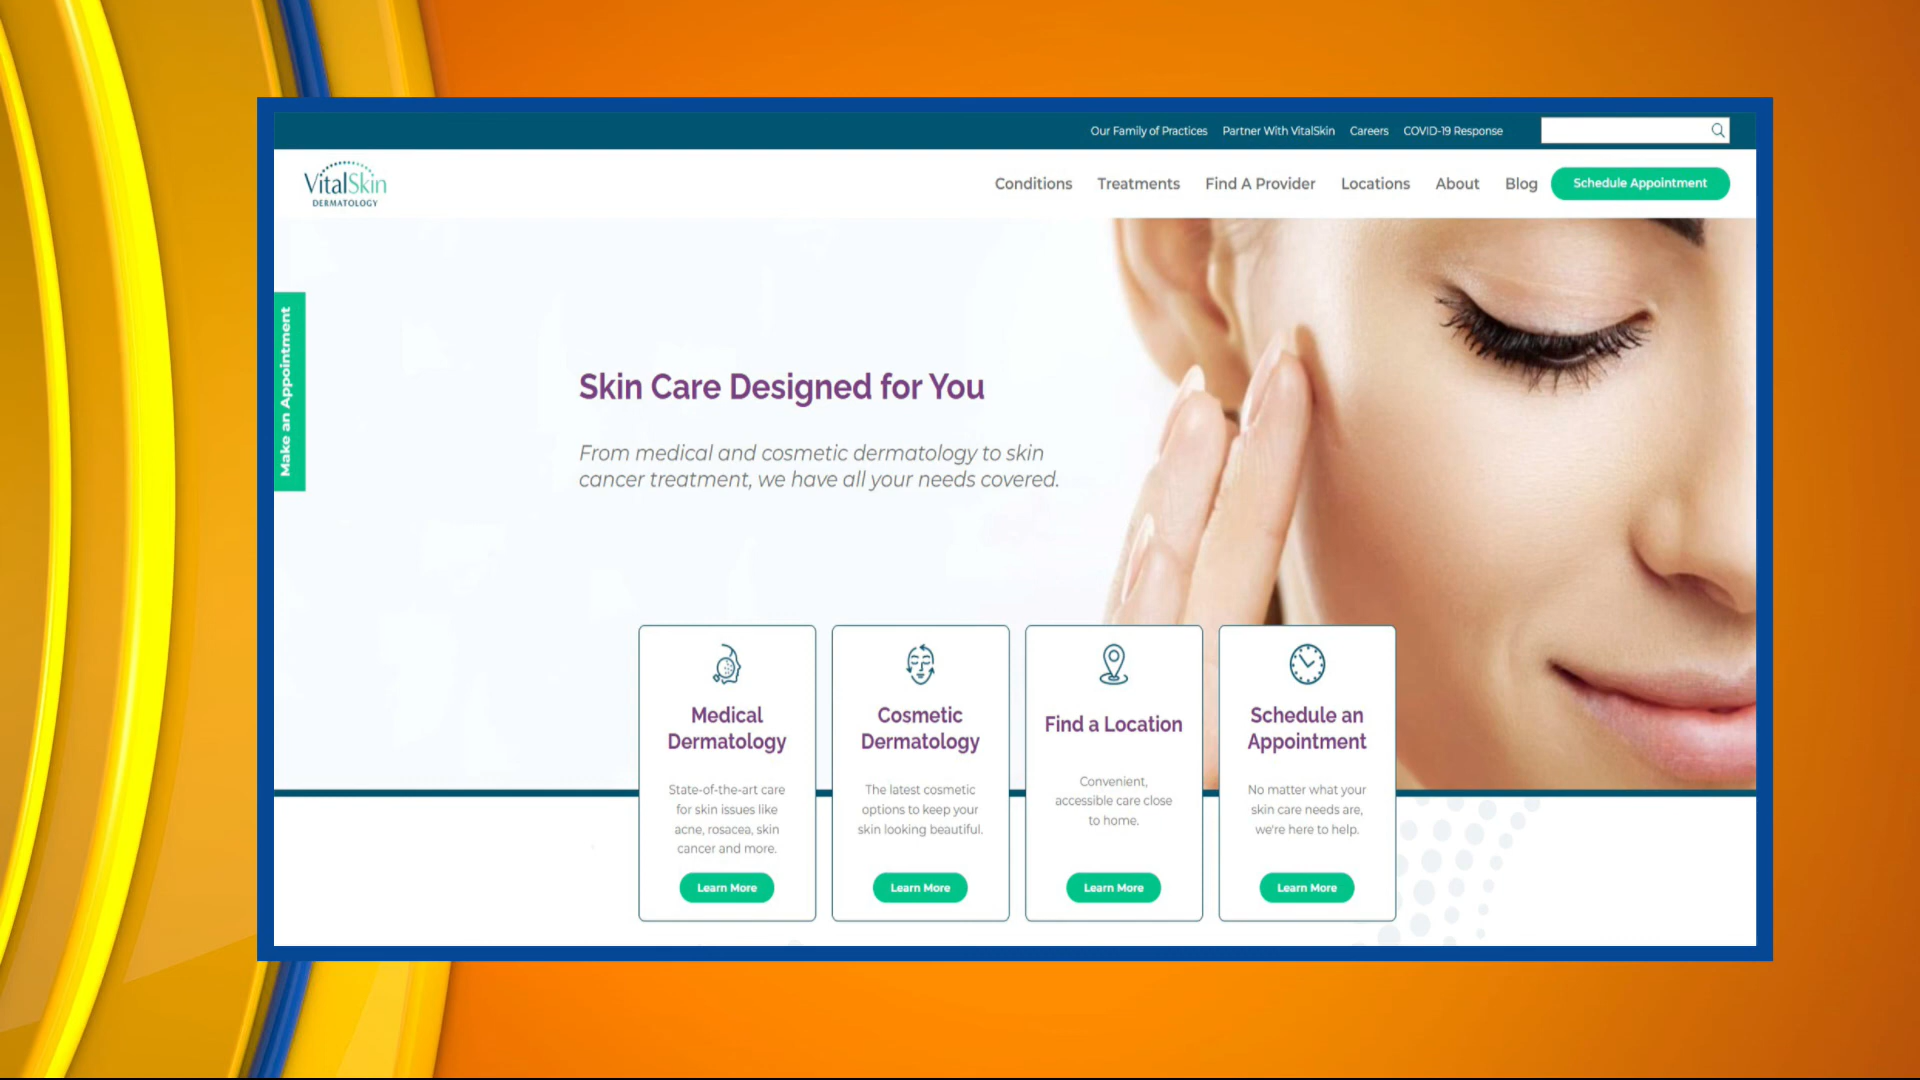 Our Family of Practices Partner With VitalSkin Careers COVID-19 Response
VitalSkin
DERMATOLOGY
Conditions Treatments Find A Provider Locations About Blog Schedule Appointment
Make an Appointment
Skin Care Designed for You
From medical and cosmetic dermatology to skin
cancer treatment, we have all your needs covered.
Medical
Dermatology
State-of-the-art care
for skin issues like
acne, rosacea, skin
cancer and more.
Learn More
Cosmetic
Dermatology
The latest cosmetic
options to keep your
skin looking beautiful.
Learn More
Find a Location
Convenient,
accessible care close
to home.
Learn More
Schedule an
Appointment
No matter what your
skin care needs are,
we're here to help.
Learn More